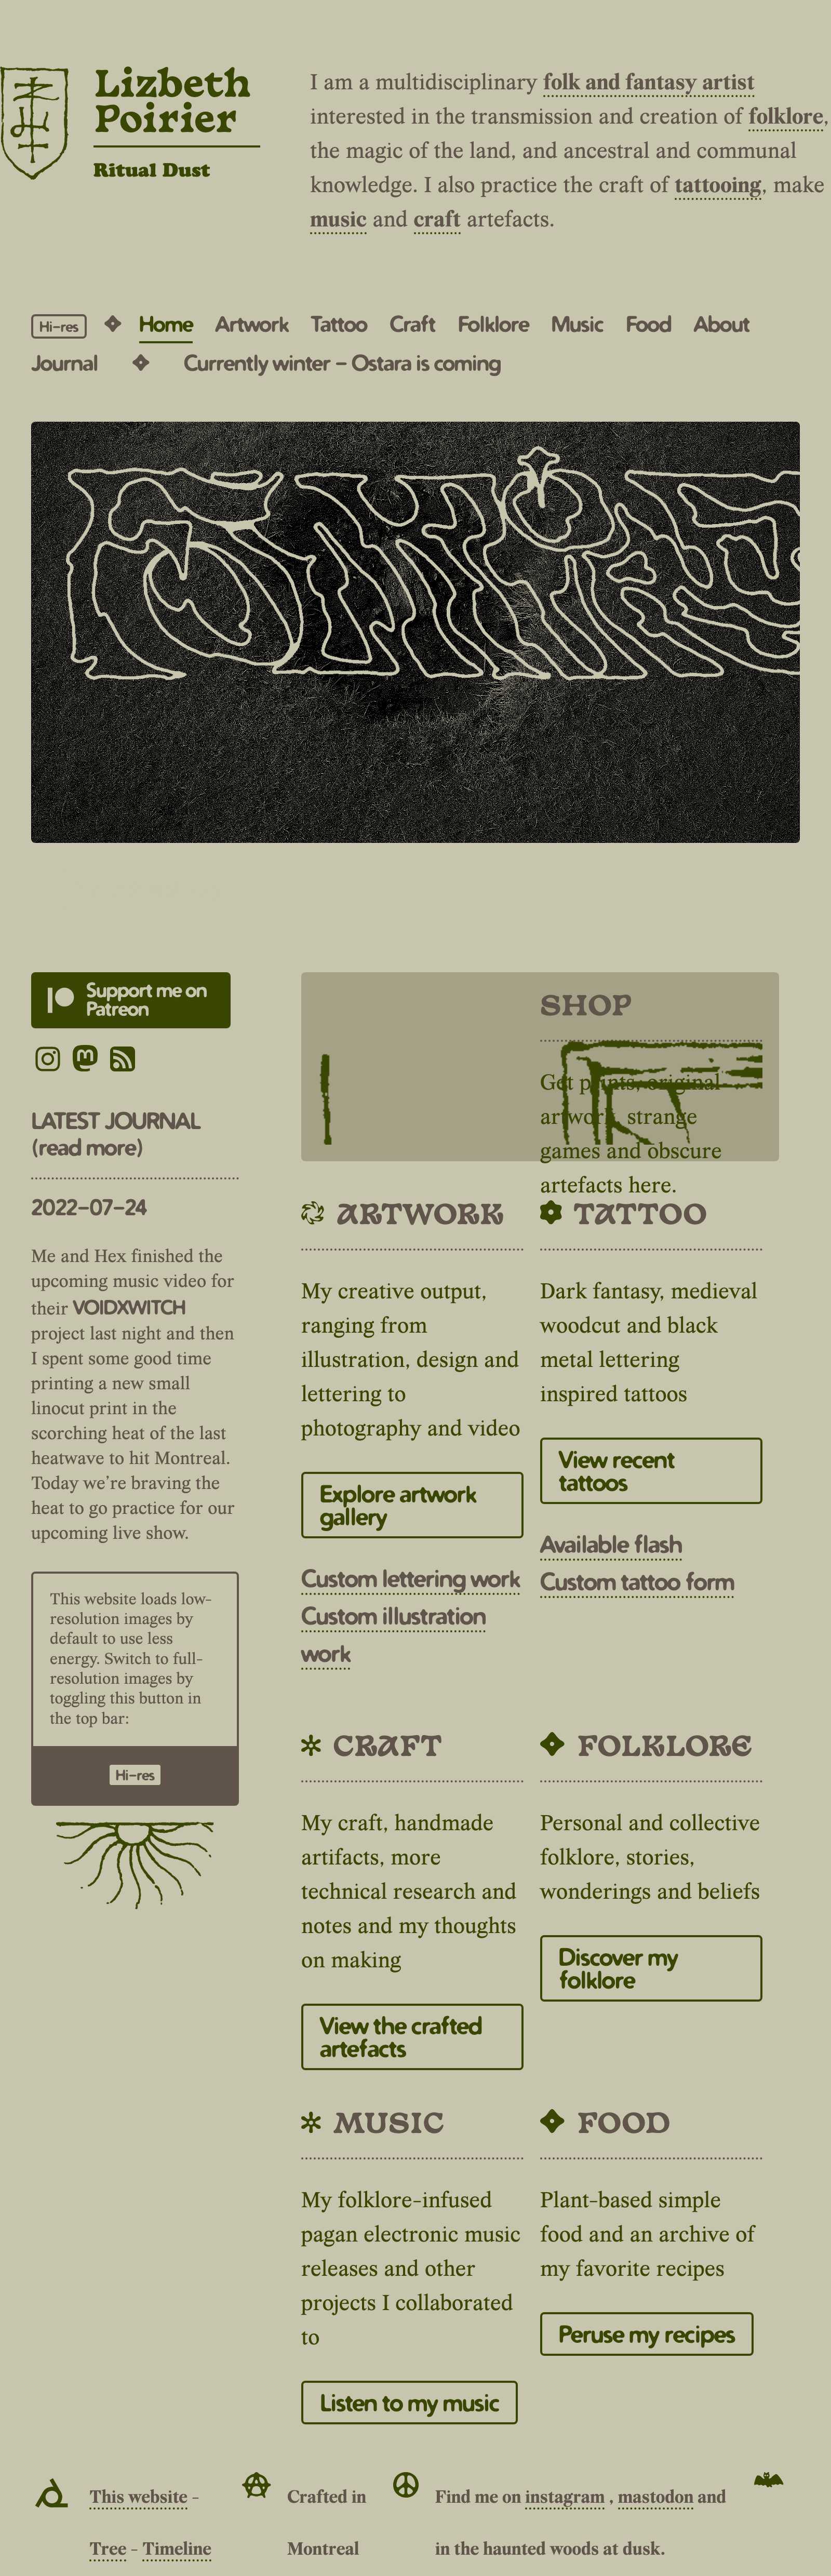 Lizbeth
Poirier
Ritual Dust
I am a multidisciplinary folk and fantasy artist
interested in the transmission and creation of folklore,
the magic of the land, and ancestral and communal
knowledge. I also practice the craft of tattooing, make
music and craft artefacts.
Hi-res Home Artwork Tattoo Craft Folklore Music Food About
Journal Currently winter – Ostara is coming
Support me on
Patreon
LATEST JOURNAL
(read more)
2022-07-24
Me and Hex finished the
upcoming music video for
their VOIDXWITCH
project last night and then
I spent some good time
printing a new small
linocut print in the
scorching heat of the last
heatwave to hit Montreal.
Today we're braving the
heat to go practice for our
upcoming live show.
This website loads low-
resolution images by
default to use less
energy. Switch to full-
resolution images by
toggling this button in
the top bar:
Hi-res
SHOP
Get prints, original
artwork, strange
games and obscure
artefacts here.
ARTWORK
My creative output,
ranging from
illustration, design and
lettering to
photography and video
Explore artwork
gallery
Custom lettering work
Custom illustration
work
TATTOO
Dark fantasy, medieval
woodcut and black
metal lettering
inspired tattoos
View recent
tattoos
Available flash
Custom tattoo form
CRAFT
My craft, handmade
artifacts, more
technical research and
notes and my thoughts
on making
View the crafted
artefacts
FOLKLORE
Personal and collective
folklore, stories,
wonderings and beliefs
Discover my
folklore
MUSIC
My folklore-infused
pagan electronic music
releases and other
projects I collaborated
to
Listen to my music
FOOD
Plant-based simple
food and an archive of
my favorite recipes
Peruse my recipes
This website -
Tree - Timeline
Crafted in
Montreal
Find me on instagram , mastodon and
in the haunted woods at dusk.